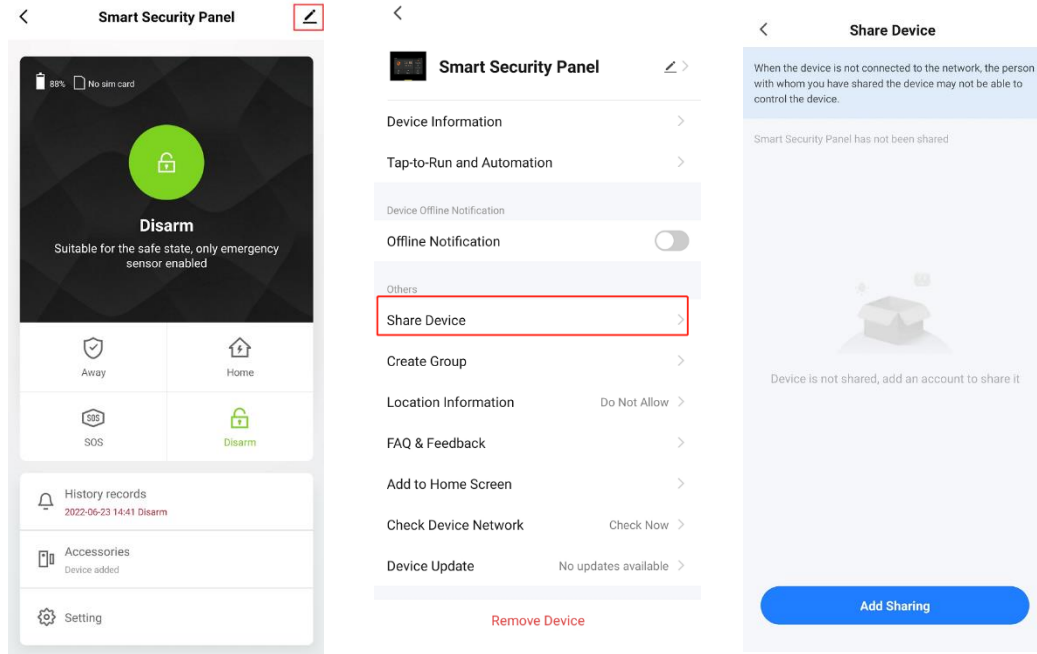 Smart Security Panel
88% No sim card
Disarm
Suitable for the safe state, only emergency
sensor enabled
Away
Home
SOS
SOS
Disarm
History records
2022-06-23 14:41 Disarm
Accessories
Device added
Setting
Smart Security Panel
Device Information
Tap-to-Run and Automation
Device Offline Notification
Offline Notification
Others
Share Device
Create Group
Location Information Do Not Allow
FAQ & Feedback
Add to Home Screen
Check Device Network Check Now
Device Update No updates available
Remove Device
Share Device
When the device is not connected to the network, the person
with whom you have shared the device may not be able to
control the device.
Smart Security Panel has not been shared
Device is not shared, add an account to share it
Add Sharing